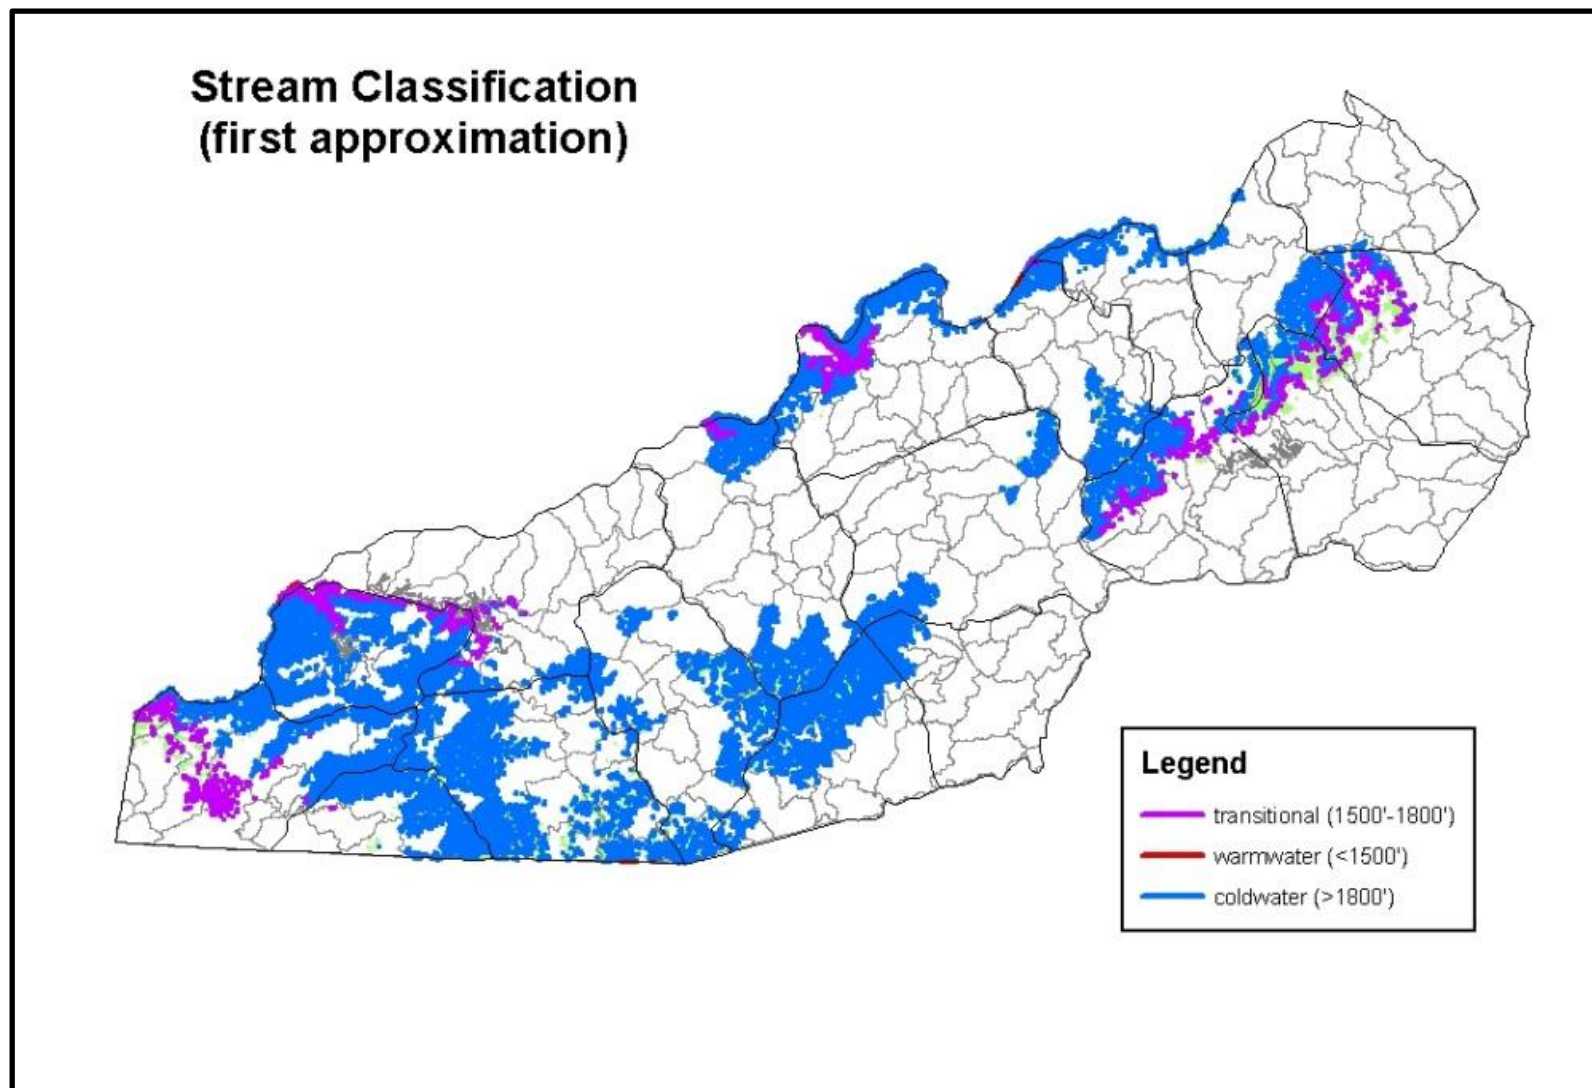 Stream Classification
(first approximation)
Legend
transitional (1500'-1800')
warmwater (<1500')
coldwater (>1800')